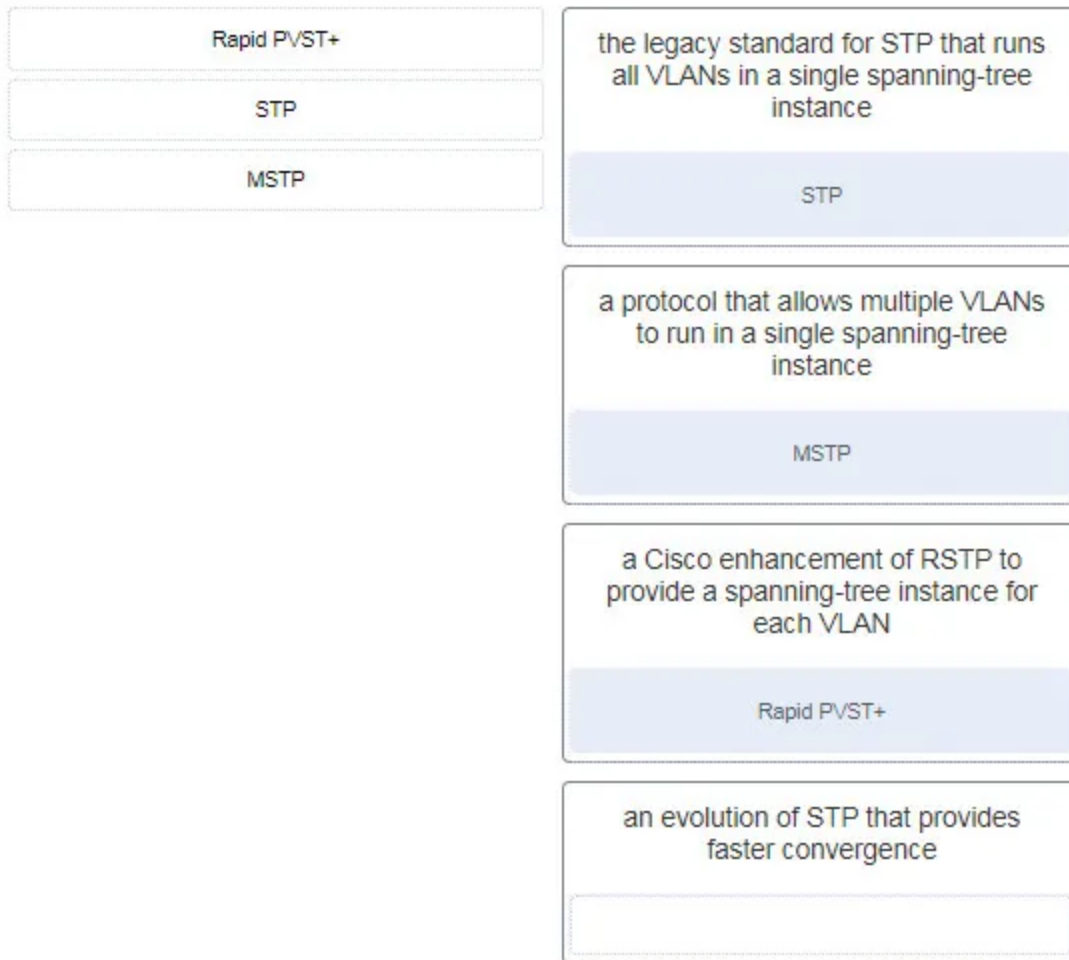 Rapid PVST+
STP
MSTP
the legacy standard for STP that runs
all VLANs in a single spanning-tree
instance
STP
a protocol that allows multiple VLANs
to run in a single spanning-tree
instance
MSTP
a Cisco enhancement of RSTP to
provide a spanning-tree instance for
each VLAN
Rapid PVST+
an evolution of STP that provides
faster convergence